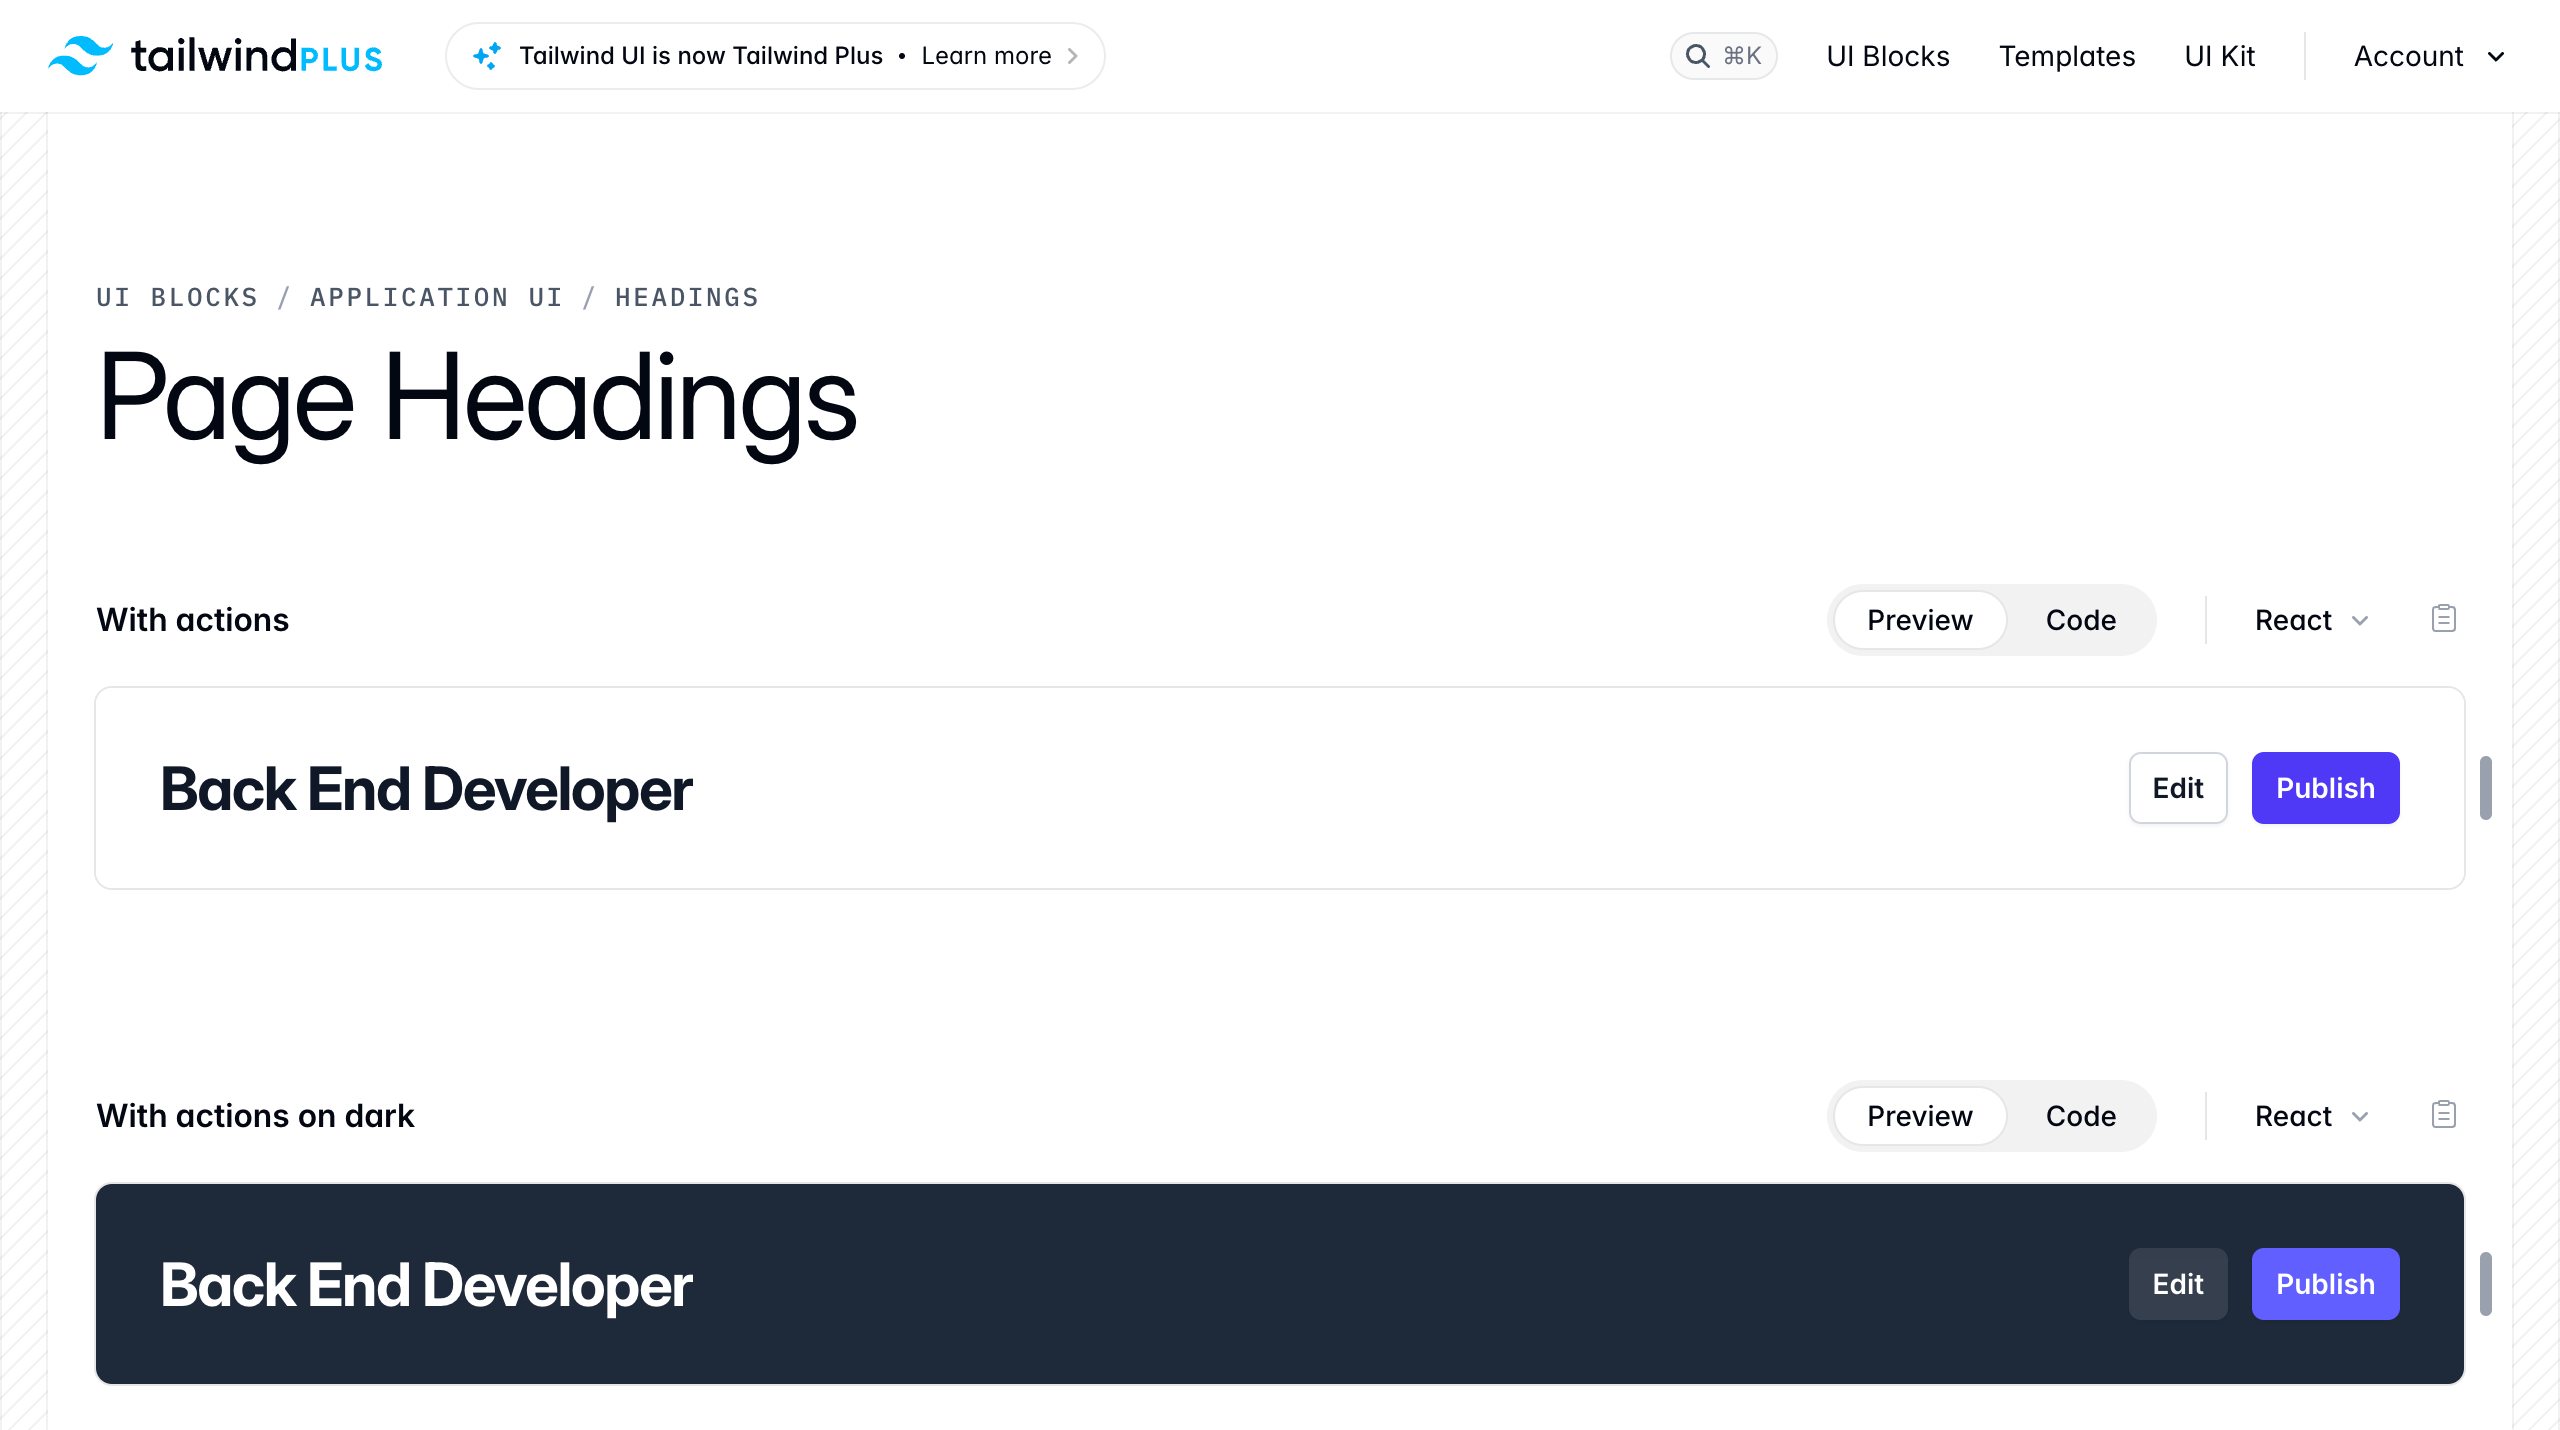 tailwindPLUS
Tailwind UI is now Tailwind Plus • Learn more
⌘K
UI Blocks
Templates
UI Kit
Account
UI BLOCKS / APPLICATION UI / HEADINGS
Page Headings
With actions
Preview
Code
React
Back End Developer
Edit
Publish
With actions on dark
Preview
Code
React
Back End Developer
Edit
Publish